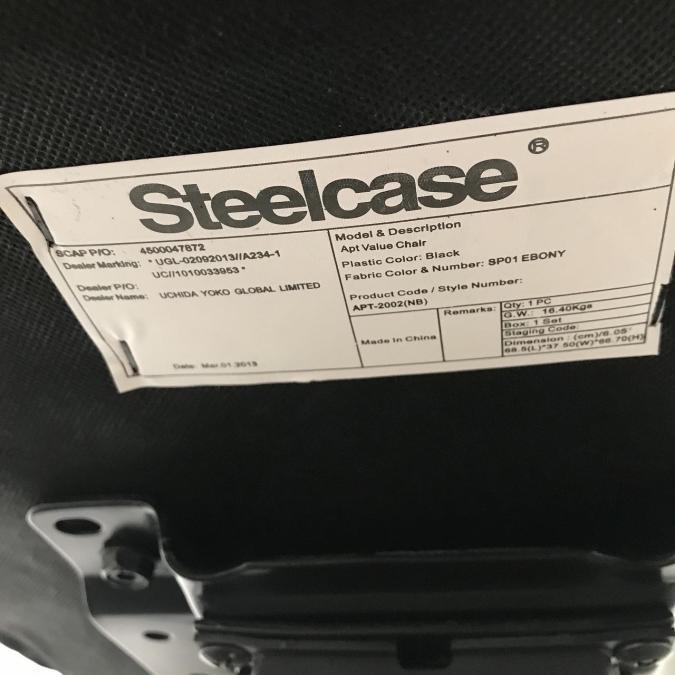 Steelcase ®
SCAP P/O: 4500047872
Dealer Marking: * UGL-02092013//A234-1
UC//1010033953 *
Dealer P/O:
Dealer Name: UCHIDA YOKO GLOBAL LIMITED
Date: Mar.01.2013
Model & Description
Apt Value Chair
Plastic Color: Black
Fabric Color & Number: SP01 EBONY
Product Code / Style Number:
APT-2002(NB)
Made in China
Remarks:
Qty: 1 PC
G.W.: 16.40Kgs
Box: 1 Set
Staging Code:
Dimension : (cm)/6.05'
68.5(L)*37.50(W)*66.70(H)